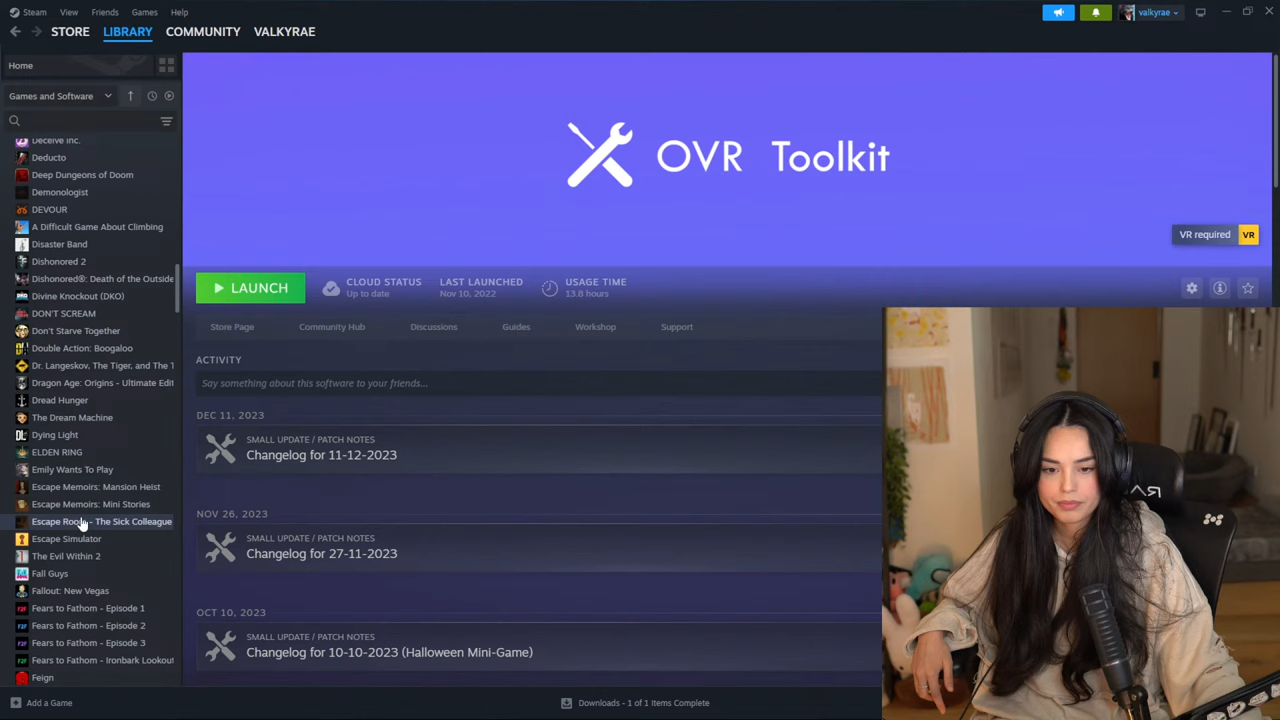 Steam View Friends Games Help
valkyrae
STORE LIBRARY COMMUNITY VALKYRAE
Home
Games and Software
Deceive Inc.
Deducto
Deep Dungeons of Doom
Demonologist
DEVOUR
A Difficult Game About Climbing
Disaster Band
Dishonored 2
Dishonored®: Death of the Outside
Divine Knockout (DKO)
DON'T SCREAM
Don't Starve Together
Double Action: Boogaloo
Dr. Langeskov, The Tiger, and The T
Dragon Age: Origins - Ultimate Edit
Dread Hunger
The Dream Machine
Dying Light
ELDEN RING
Emily Wants To Play
Escape Memoirs: Mansion Heist
Escape Memoirs: Mini Stories
Escape Room - The Sick Colleague
Escape Simulator
The Evil Within 2
Fall Guys
Fallout: New Vegas
Fears to Fathom - Episode 1
Fears to Fathom - Episode 2
Fears to Fathom - Episode 3
Fears to Fathom - Ironbark Lookout
Feign
Add a Game
OVR Toolkit
VR required VR
LAUNCH
CLOUD STATUS
Up to date
LAST LAUNCHED
Nov 10, 2022
USAGE TIME
13.8 hours
Store Page Community Hub Discussions Guides Workshop Support
ACTIVITY
Say something about this software to your friends...
DEC 11, 2023
SMALL UPDATE / PATCH NOTES
Changelog for 11-12-2023
NOV 26, 2023
SMALL UPDATE / PATCH NOTES
Changelog for 27-11-2023
OCT 10, 2023
SMALL UPDATE / PATCH NOTES
Changelog for 10-10-2023 (Halloween Mini-Game)
Downloads - 1 of 1 Items Complete